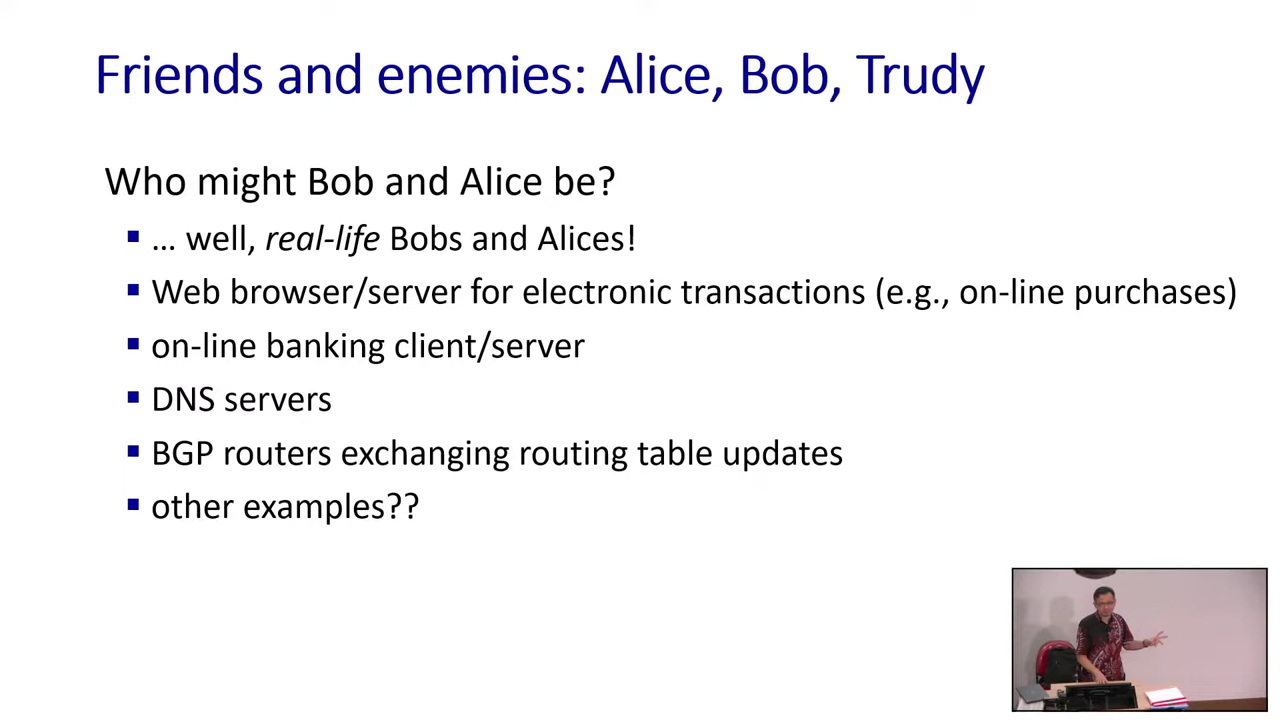 Friends and enemies: Alice, Bob, Trudy
Who might Bob and Alice be?
… well, real-life Bobs and Alices!
Web browser/server for electronic transactions (e.g., on-line purchases)
on-line banking client/server
DNS servers
BGP routers exchanging routing table updates
other examples??